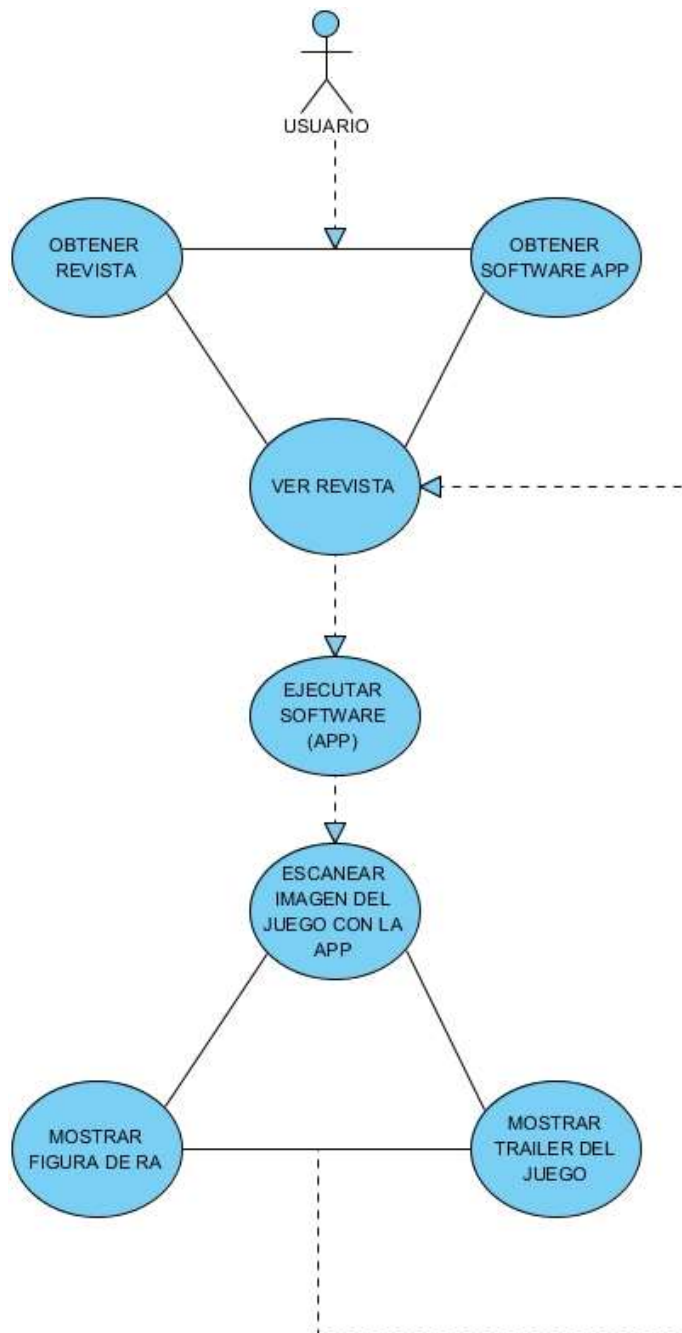 USUARIO
OBTENER
REVISTA
OBTENER
SOFTWARE APP
VER REVISTA
EJECUTAR
SOFTWARE
(APP)
ESCANEAR
IMAGEN DEL
JUEGO CON LA
APP
MOSTRAR
FIGURA DE RA
MOSTRAR
TRAILER DEL
JUEGO